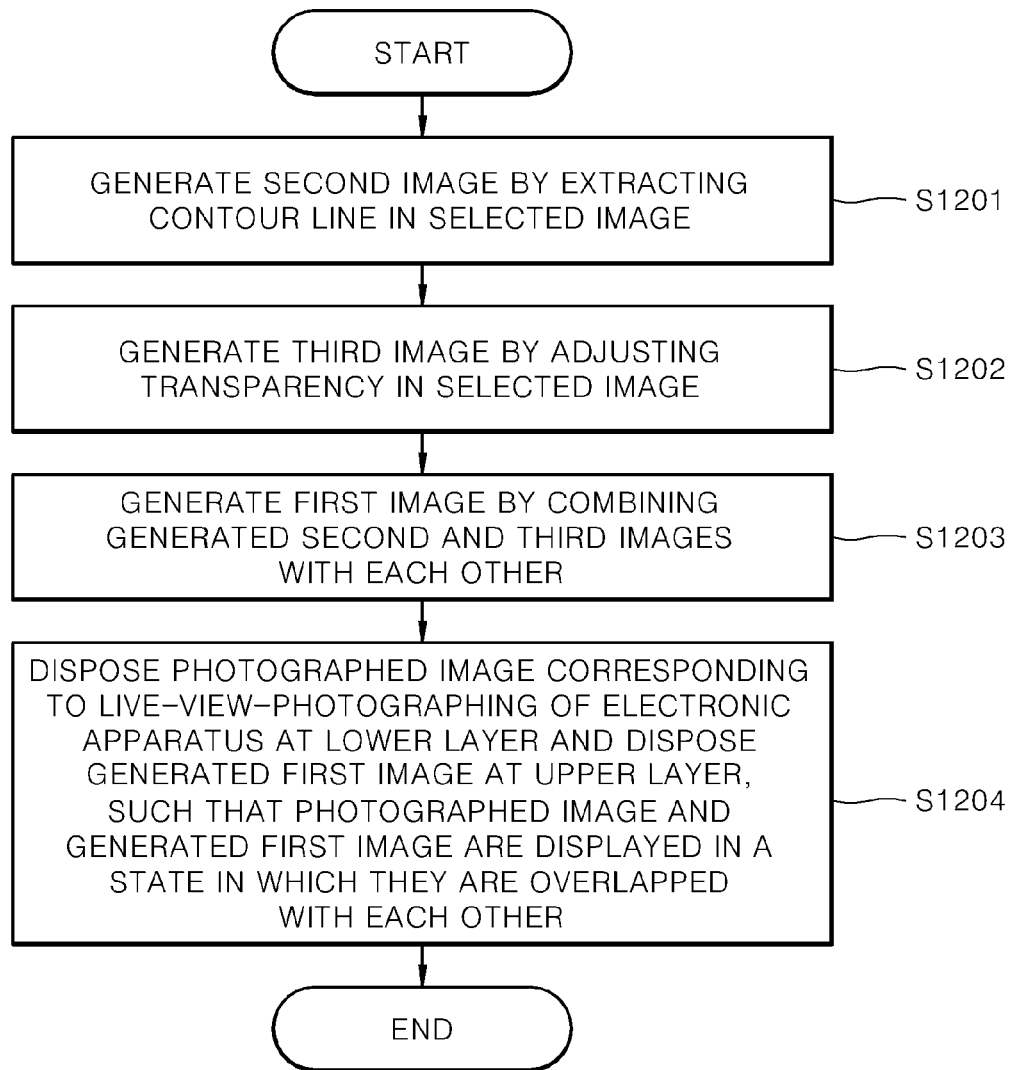 START
GENERATE SECOND IMAGE BY EXTRACTING
CONTOUR LINE IN SELECTED IMAGE
S1201
GENERATE THIRD IMAGE BY ADJUSTING
TRANSPARENCY IN SELECTED IMAGE
S1202
GENERATE FIRST IMAGE BY COMBINING
GENERATED SECOND AND THIRD IMAGES
WITH EACH OTHER
S1203
DISPOSE PHOTOGRAPHED IMAGE CORRESPONDING
TO LIVE-VIEW-PHOTOGRAPHING OF ELECTRONIC
APPARATUS AT LOWER LAYER AND DISPOSE
GENERATED FIRST IMAGE AT UPPER LAYER,
SUCH THAT PHOTOGRAPHED IMAGE AND
GENERATED FIRST IMAGE ARE DISPLAYED IN A
STATE IN WHICH THEY ARE OVERLAPPED
WITH EACH OTHER
S1204
END